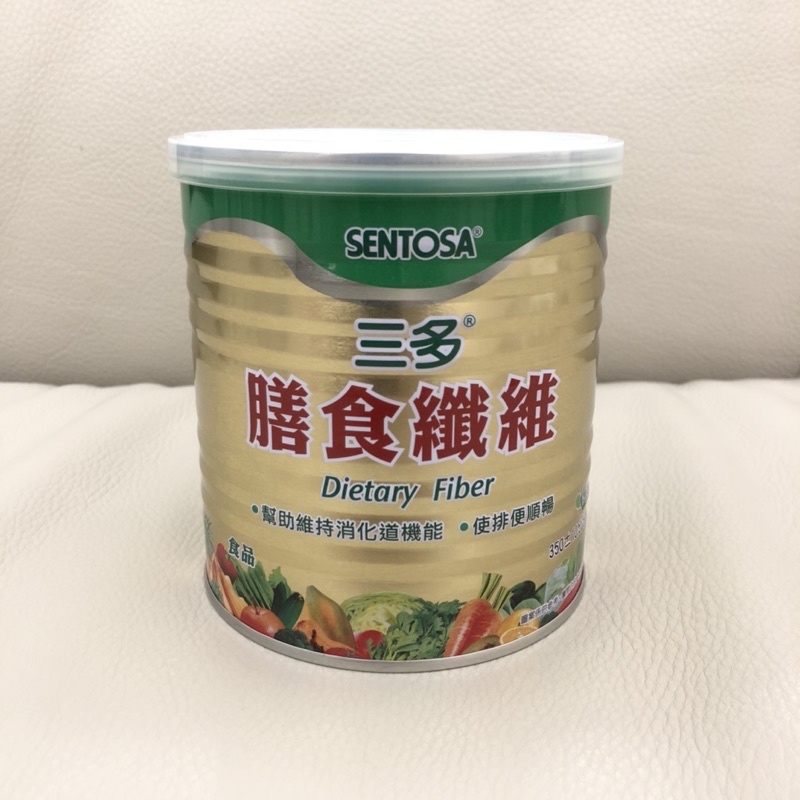 SENTOSA®
三多®
膳食纖維
Dietary Fiber
•幫助維持消化道機能 •使排便順暢
食品
350